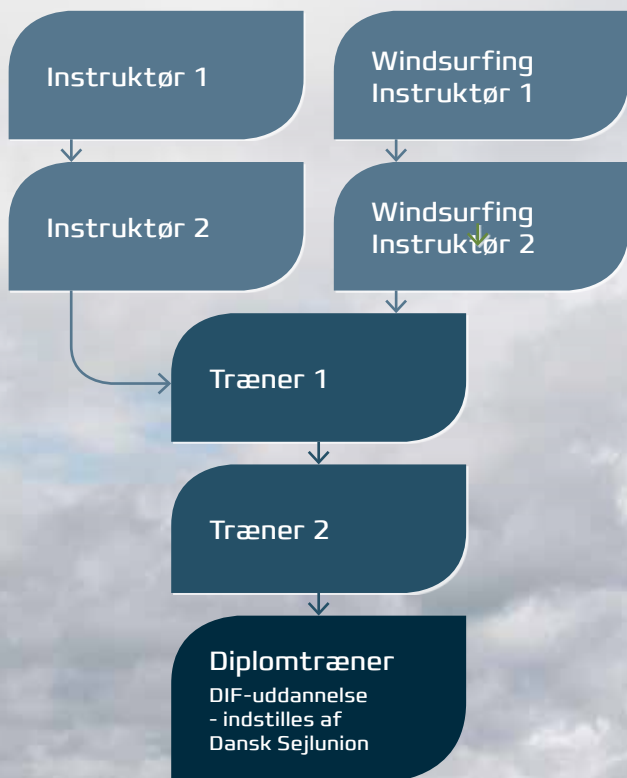 Instruktør 1
Windsurfing
Instruktør 1
Instruktør 2
Windsurfing
Instruktør 2
Træner 1
Træner 2
Diplomtræner
DIF-uddannelse
- indstilles af
Dansk Sejlunion